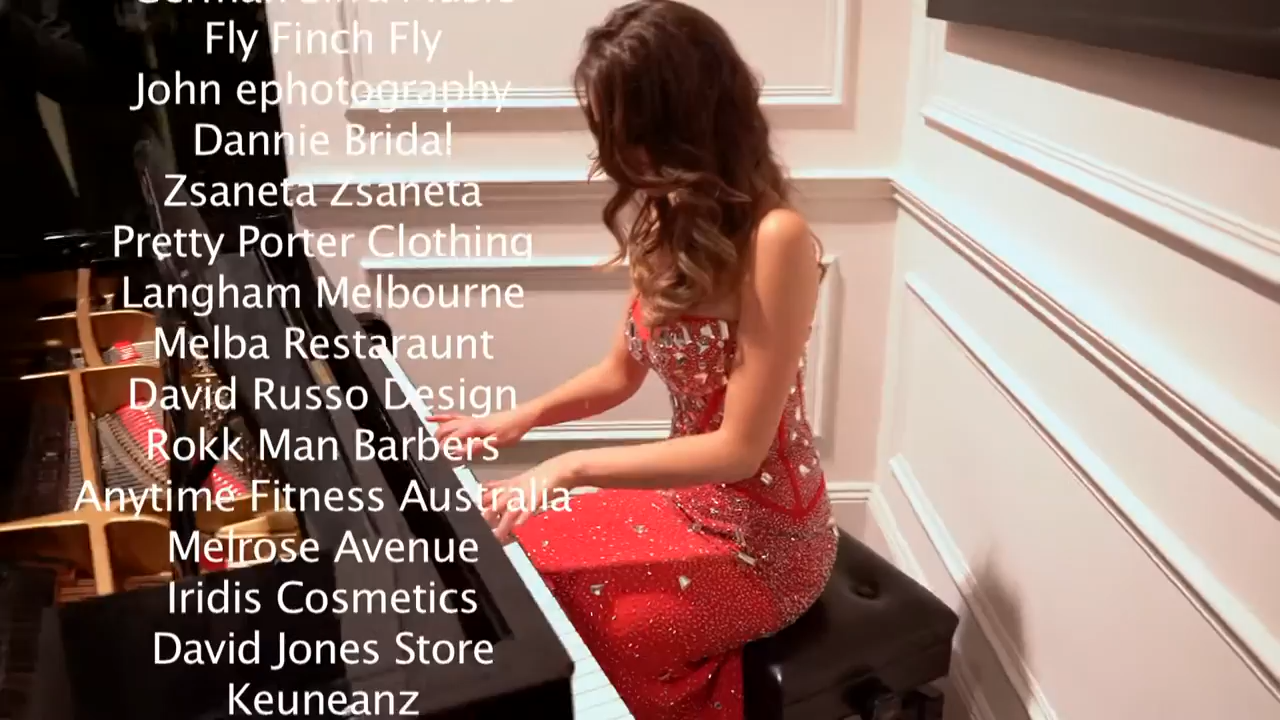 Fly Finch Fly
John ephotography
Dannie Bridal
Zsaneta Zsaneta
Pretty Porter Clothing
Langham Melbourne
Melba Restaraunt
David Russo Design
Rokk Man Barbers
Anytime Fitness Australia
Melrose Avenue
Iridis Cosmetics
David Jones Store
Keuneanz